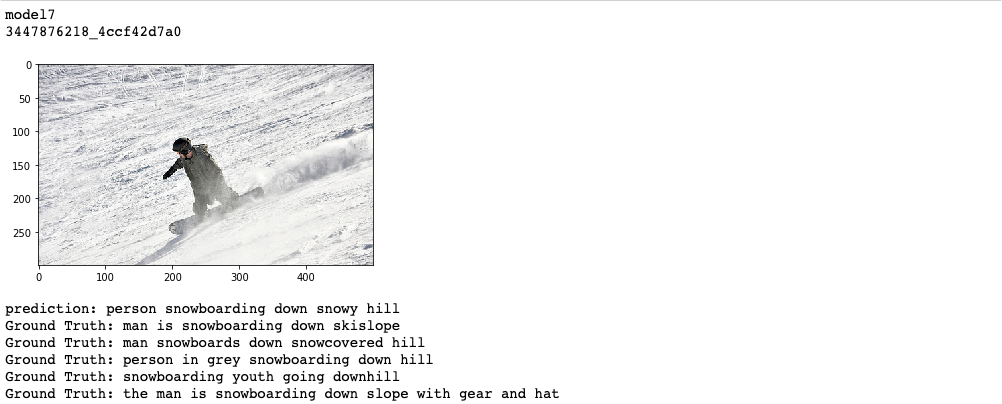 model7
3447876218_4ccf42d7a0
0
50
100
150
200
250
0 100 200 300 400
prediction: person snowboarding down snowy hill
Ground Truth: man is snowboarding down skislope
Ground Truth: man snowboards down snowcovered hill
Ground Truth: person in grey snowboarding down hill
Ground Truth: snowboarding youth going downhill
Ground Truth: the man is snowboarding down slope with gear and hat